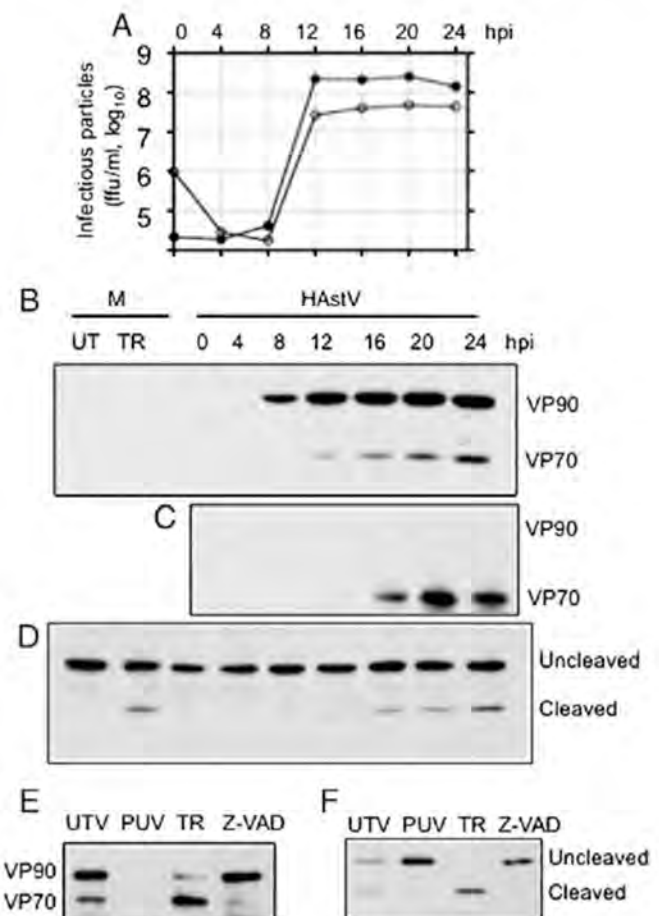 A
0 4 8 12 16 20 24 hpi
9
8
7
6
5
Infectious particles
(ffu/ml, log10)
B
M HAstV
UT TR 0 4 8 12 16 20 24 hpi
VP90
VP70
C
VP90
VP70
D
Uncleaved
Cleaved
E
UTV PUV TR Z-VAD
VP90
VP70
F
UTV PUV TR Z-VAD
Uncleaved
Cleaved